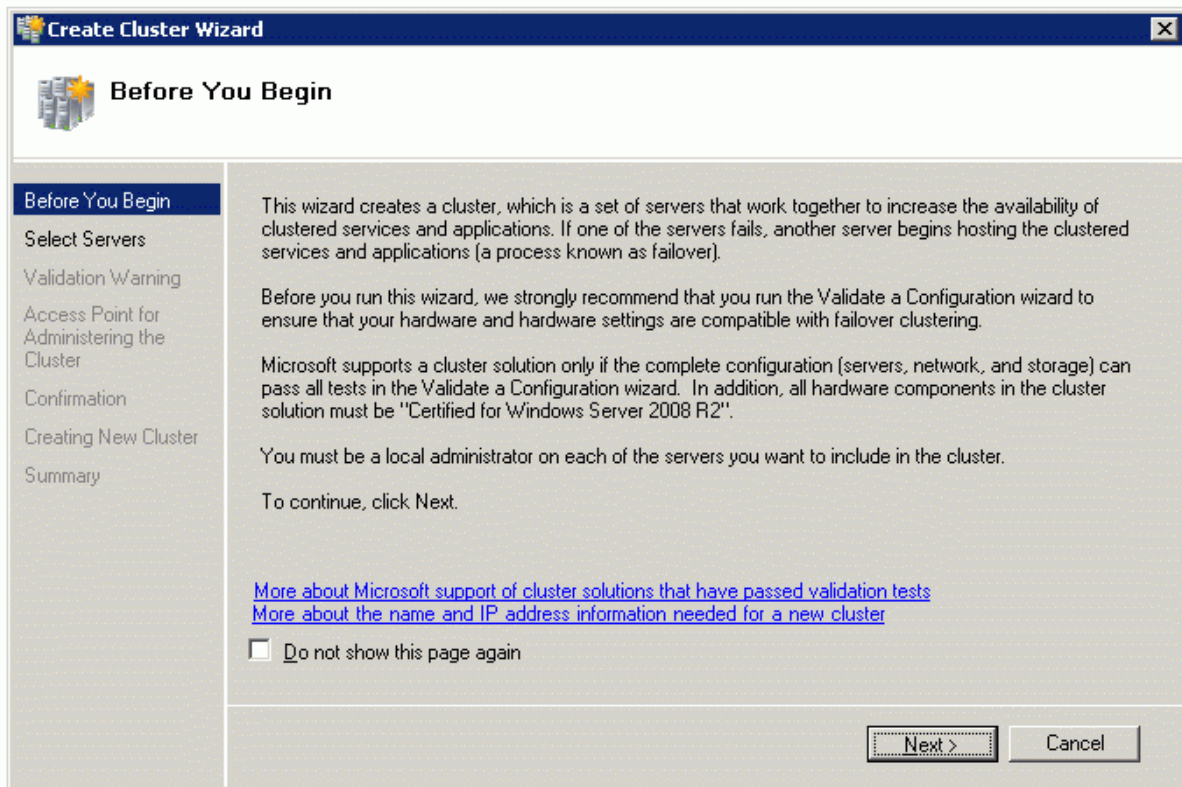 Create Cluster Wizard
Before You Begin
Before You Begin
Select Servers
Validation Warning
Access Point for
Administering the
Cluster
Confirmation
Creating New Cluster
Summary
This wizard creates a cluster, which is a set of servers that work together to increase the availability of
clustered services and applications. If one of the servers fails, another server begins hosting the clustered
services and applications (a process known as failover).
Before you run this wizard, we strongly recommend that you run the Validate a Configuration wizard to
ensure that your hardware and hardware settings are compatible with failover clustering.
Microsoft supports a cluster solution only if the complete configuration (servers, network, and storage) can
pass all tests in the Validate a Configuration wizard.  In addition, all hardware components in the cluster
solution must be "Certified for Windows Server 2008 R2".
You must be a local administrator on each of the servers you want to include in the cluster.
To continue, click Next.
More about Microsoft support of cluster solutions that have passed validation tests
More about the name and IP address information needed for a new cluster
Do not show this page again
Next >
Cancel